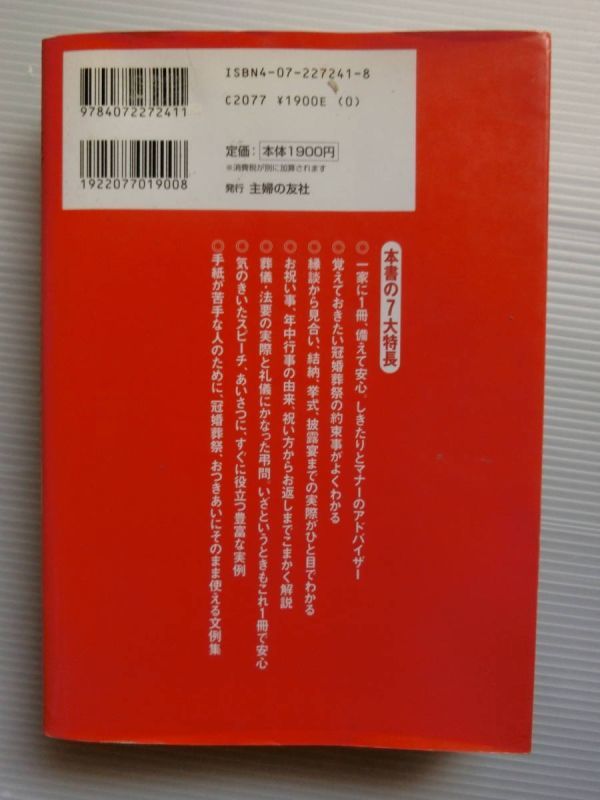 ISBN4-07-227241-8
C2077 ¥1900E (0)
9784072272411
定価：本体1900円
※消費税が別に加算されます
1922077019008
発行 主婦の友社
本書の7大特長
◎一家に1冊、備えて安心。しきたりとマナーのアドバイザー
◎覚えておきたい冠婚葬祭の約束事がよくわかる
◎縁談から見合い、結納、挙式、披露宴までの実際がひと目でわかる
◎お祝い事、年中行事の由来、祝い方からお返しまでこまかく解説
◎葬儀・法要の実際と礼儀にかなった弔問。いざというときもこれ1冊で安心
◎気のきいたスピーチ、あいさつに、すぐに役立つ豊富な実例
◎手紙が苦手な人のために、冠婚葬祭、おつきあいにそのまま使える文例集